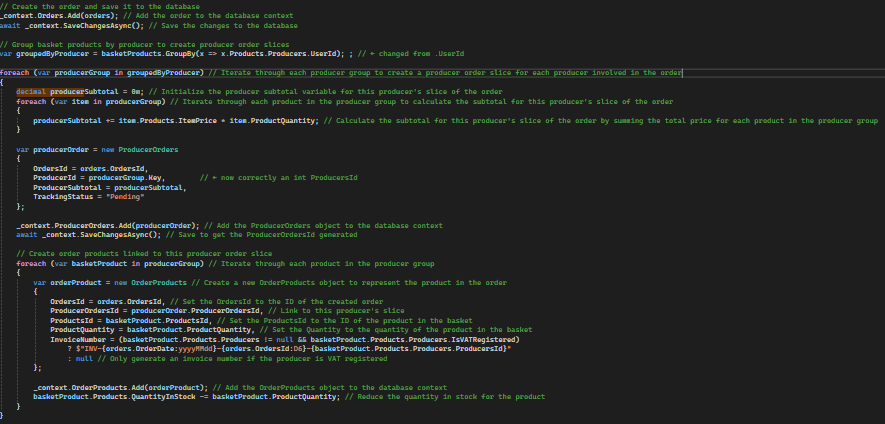 // Create the order and save it to the database
_context.Orders.Add(orders); // Add the order to the database context
await _context.SaveChangesAsync(); // Save the changes to the database
// Group basket products by producer to create producer order slices
var groupedByProducer = basketProducts.GroupBy(x => x.Products.Producers.UserId); ; // ← changed from .UserId
foreach (var producerGroup in groupedByProducer) // Iterate through each producer group to create a producer order slice for each producer involved in the order
{
decimal producerSubtotal = 0m; // Initialize the producer subtotal variable for this producer's slice of the order
foreach (var item in producerGroup) // Iterate through each product in the producer group to calculate the subtotal for this producer's slice of the order
{
producerSubtotal += item.Products.ItemPrice * item.ProductQuantity; // Calculate the subtotal for this producer's slice of the order by summing the total price for each product in the producer group
}
var producerOrder = new ProducerOrders
{
OrdersId = orders.OrdersId,
ProducerId = producerGroup.Key, // ← now correctly an int ProducersId
ProducerSubtotal = producerSubtotal,
TrackingStatus = "Pending"
};
_context.ProducerOrders.Add(producerOrder); // Add the ProducerOrders object to the database context
await _context.SaveChangesAsync(); // Save to get the ProducerOrdersId generated
// Create order products linked to this producer order slice
foreach (var basketProduct in producerGroup) // Iterate through each product in the producer group
{
var orderProduct = new OrderProducts // Create a new OrderProducts object to represent the product in the order
{
OrdersId = orders.OrdersId, // Set the OrdersId to the ID of the created order
ProducerOrdersId = producerOrder.ProducerOrdersId, // Link to this producer's slice
ProductsId = basketProduct.ProductsId, // Set the ProductsId to the ID of the product in the basket
ProductQuantity = basketProduct.ProductQuantity, // Set the Quantity to the quantity of the product in the basket
InvoiceNumber = (basketProduct.Products.Producers != null && basketProduct.Products.Producers.IsVATRegistered)
? $"INV-{orders.OrderDate:yyyyMMdd}-{orders.OrdersId:D6}-{basketProduct.Products.Producers.ProducersId}"
: null // Only generate an invoice number if the producer is VAT registered
};
_context.OrderProducts.Add(orderProduct); // Add the OrderProducts object to the database context
basketProduct.Products.QuantityInStock -= basketProduct.ProductQuantity; // Reduce the quantity in stock for the product
}
}